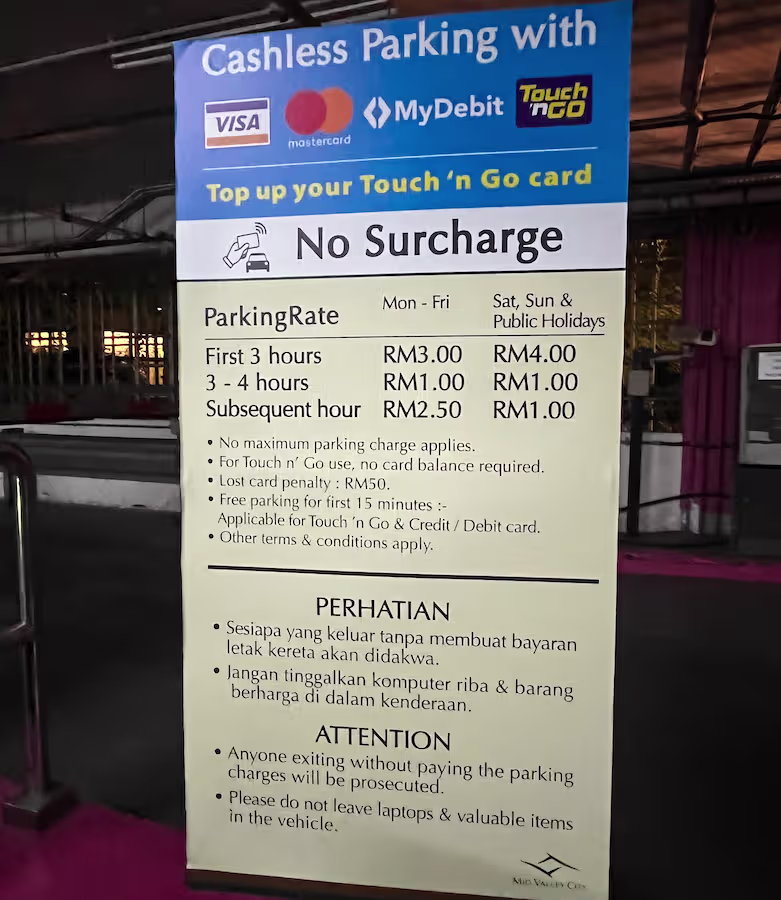 Cashless Parking with
VISA mastercard MyDebit Touch 'nGO
Top up your Touch ‘n Go card
No Surcharge
ParkingRate Mon - Fri Sat, Sun & Public Holidays
First 3 hours RM3.00 RM4.00
3 - 4 hours RM1.00 RM1.00
Subsequent hour RM2.50 RM1.00
• No maximum parking charge applies.
• For Touch n’ Go use, no card balance required.
• Lost card penalty : RM50.
• Free parking for first 15 minutes :-
Applicable for Touch ’n Go & Credit / Debit card.
• Other terms & conditions apply.
PERHATIAN
• Sesiapa yang keluar tanpa membuat bayaran
letak kereta akan didakwa.
• Jangan tinggalkan komputer riba & barang
berharga di dalam kenderaan.
ATTENTION
• Anyone exiting without paying the parking
charges will be prosecuted.
• Please do not leave laptops & valuable items
in the vehicle.
MID VALLEY CITY